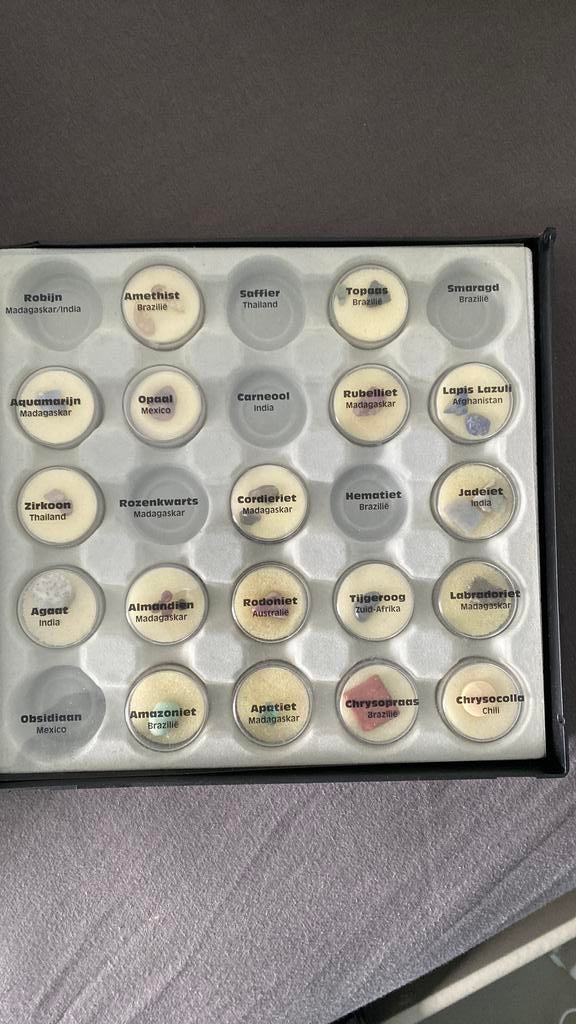 Robijn
Madagaskar/India
Amethist
Brazilië
Saffier
Thailand
Topaas
Brazilië
Smaragd
Brazilië
Aquamarijn
Madagaskar
Opaal
Mexico
Carneool
India
Rubelliet
Madagaskar
Lapis Lazuli
Afghanistan
Zirkoon
Thailand
Rozenkwarts
Madagaskar
Cordieriet
Madagaskar
Hematiet
Brazilië
Jadeiet
India
Agaat
India
Almandien
Madagaskar
Rodoniet
Australië
Tijgeroog
Zuid-Afrika
Labradoriet
Madagaskar
Obsidiaan
Mexico
Amazoniet
Brazilië
Apatiet
Madagaskar
Chrysopraas
Brazilië
Chrysocolla
Chili